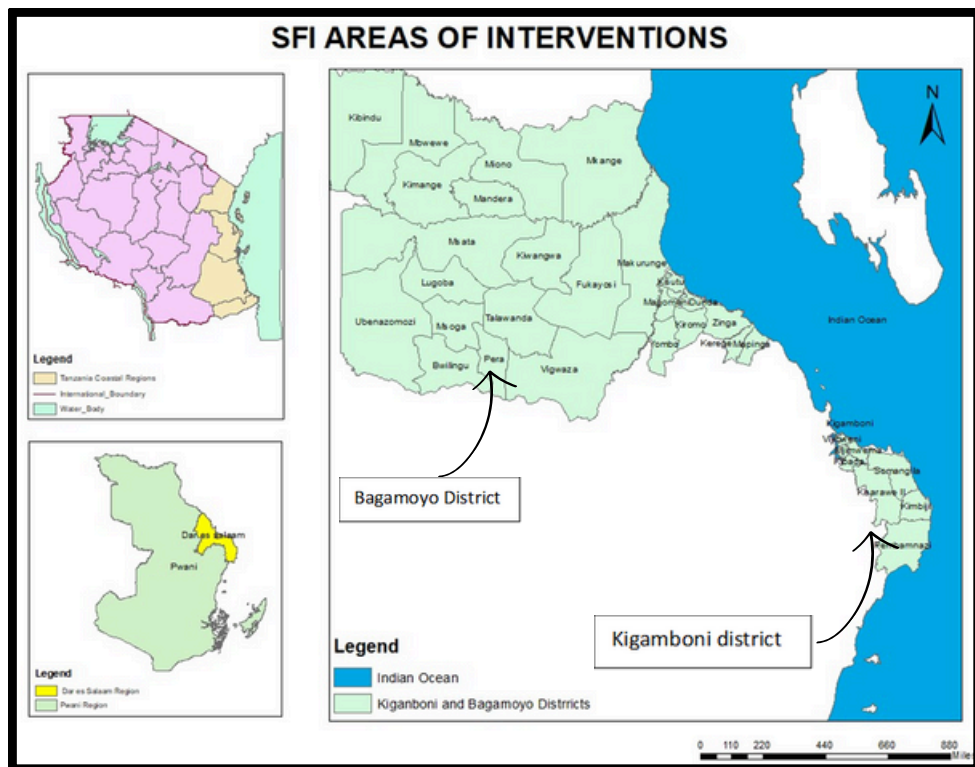 SFI AREAS OF INTERVENTIONS
Legend
Tanzania Coastal Regions
International_Boundary
Water_Body
Dar es Salaam
Pwani
Legend
Dar es Salaam Region
Pwani Region
N
Kibindu
Mbwewe
Miono
Mkange
Kimange
Mandera
Msata
Kiwangwa
Makurunge
Lugoba
Fukayosi
Ubenazomozi
Msoga
Talawanda
Kiromo
Zinga
Yombo
Kerege
Mapinga
Bwilingu
Pera
Vigwaza
Indian Ocean
Bagamoyo District
Kigamboni
Somangila
Kisarawe II
Kimbiji
Pembamnazi
Kigamboni district
Legend
Indian Ocean
Kiganboni and Bagamoyo Distrricts
0 110 220 440 660 880
Miles